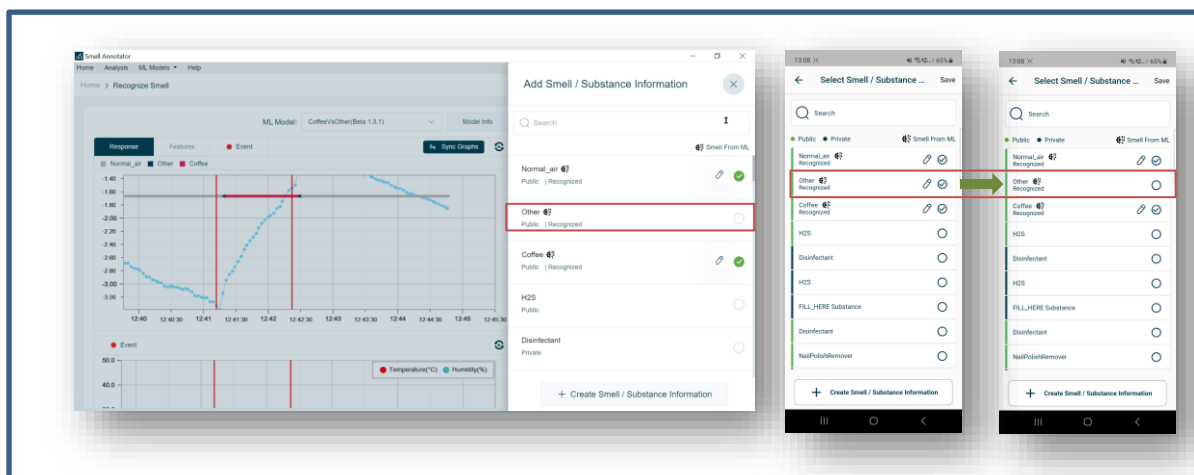 Smell Annotator
Home Analysis ML Models Help
Home > Recognize Smell
ML Model: CoffeeVsOther(Beta 1.3.1) Model Info
Response Features Event Sync Graphs
Normal_air Other Coffee
-1.40
-1.60
-1.80
-2.00
-2.40
-2.60
-2.80
-3.00
-3.20
12:40 12:40:30 12:41 12:41:30 12:42 12:42:30 12:43 12:43:30 12:44 12:44:30 12:45 12:45:30
Event
Temperature(°C) Humidity(%)
50.0
40.0
Add Smell / Substance Information
Search
Smell From ML
Normal_air
Public | Recognized
Other
Public | Recognized
Coffee
Public | Recognized
H2S
Public
Disinfectant
Private
+ Create Smell / Substance Information
13:08 65%
Select Smell / Substance ... Save
Search
Public Private Smell From ML
Normal_air
Recognized
Other
Recognized
Coffee
Recognized
H2S
Disinfectant
H2S
FILL_HERE Substance
Disinfectant
NailPolishRemover
+ Create Smell / Substance Information
13:08 65%
Select Smell / Substance ... Save
Search
Public Private Smell From ML
Normal_air
Recognized
Other
Recognized
Coffee
Recognized
H2S
Disinfectant
H2S
FILL_HERE Substance
Disinfectant
NailPolishRemover
+ Create Smell / Substance Information